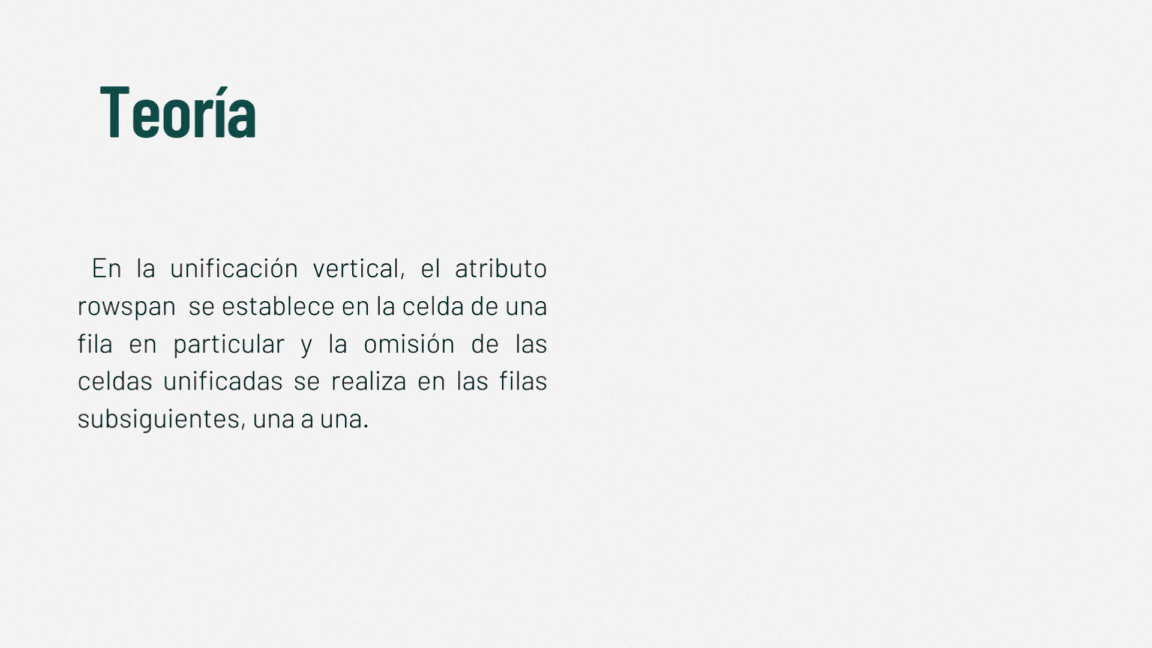 Teoría
En la unificación vertical, el atributo
rowspan se establece en la celda de una
fila en particular y la omisión de las
celdas unificadas se realiza en las filas
subsiguientes, una a una.